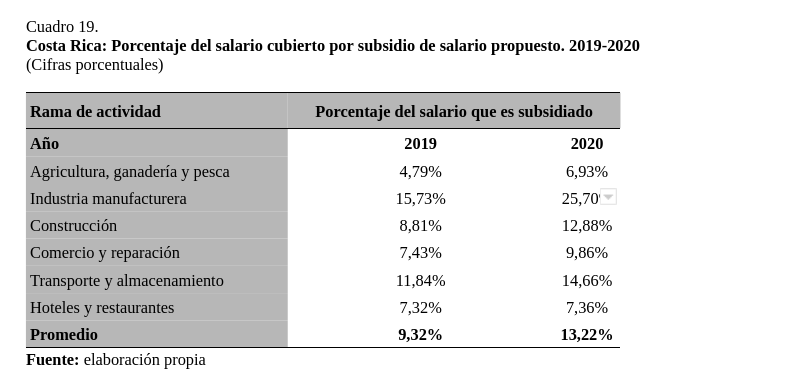 Cuadro 19.
Costa Rica: Porcentaje del salario cubierto por subsidio de salario propuesto. 2019-2020
(Cifras porcentuales)
Rama de actividad Porcentaje del salario que es subsidiado
Año 2019 2020
Agricultura, ganadería y pesca 4,79% 6,93%
Industria manufacturera 15,73% 25,70
Construcción 8,81% 12,88%
Comercio y reparación 7,43% 9,86%
Transporte y almacenamiento 11,84% 14,66%
Hoteles y restaurantes 7,32% 7,36%
Promedio 9,32% 13,22%
Fuente: elaboración propia